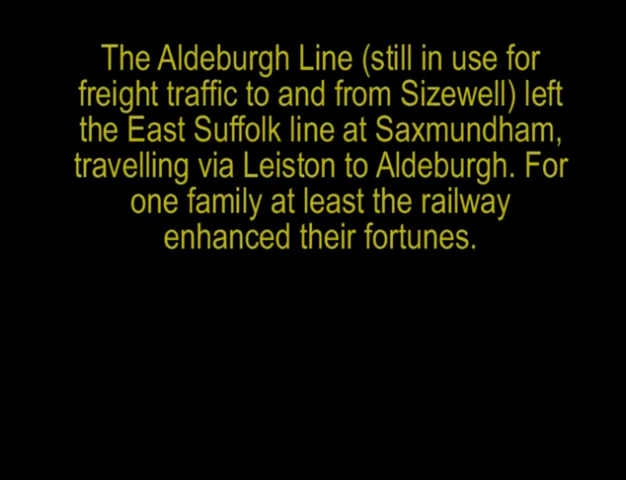 The Aldeburgh Line (still in use for
freight traffic to and from Sizewell) left
the East Suffolk line at Saxmundham,
travelling via Leiston to Aldeburgh. For
one family at least the railway
enhanced their fortunes.